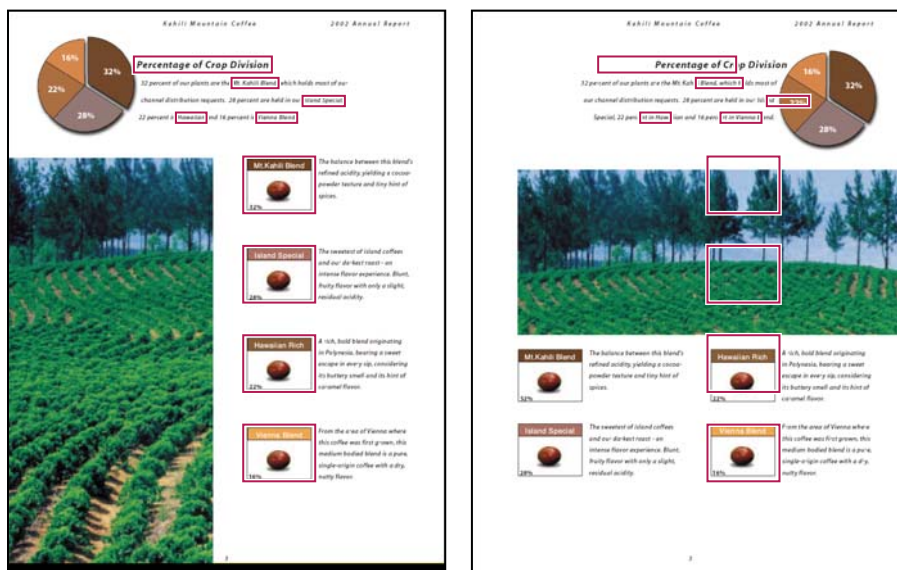 Kahili Mountain Coffee 2002 Annual Report
16%
32%
22%
28%
Percentage of Crop Division
32 percent of our plants are the Mt. Kahili Blend which holds most of our
channel distribution requests. 28 percent are held in our Island Special
22 percent is Hawaiian and 16 percent is Vienna Blend
Mt.Kahili Blend
32%
The balance between this blend's
refined acidity, yielding a cocoa-
powder texture and tiny hint of
spices.
Island Special
28%
The sweetest of island coffees
and our darkest roast - an
intense flavor experience. Blunt,
fruity flavor with only a slight,
residual acidity.
Hawaiian Rich
22%
A rich, bold blend originating
in Polynesia, bearing a sweet
escape in every sip, considering
its buttery smell and its hint of
caramel flavor.
Vienna Blend
16%
From the area of Vienna where
this coffee was first grown, this
medium bodied blend is a pure,
single-origin coffee with a dry,
nutty flavor.
3
Kahili Mountain Coffee 2002 Annual Report
Percentage of Crop Division
16%
32%
22%
28%
32 percent of our plants are the Mt. Kah Blend, which lds most of
our channel distribution requests. 28 percent are held in our
Special, 22 perc and 16 perc nt in Vienna
Mt.Kahili Blend
32%
The balance between this blend's
refined acidity, yielding a cocoa-
powder texture and tiny hint of
spices.
Hawaiian Rich
22%
A rich, bold blend originating
in Polynesia, bearing a sweet
escape in every sip, considering
its buttery smell and its hint of
caramel flavor.
Island Special
28%
The sweetest of island coffees
and our darkest roast - an
intense flavor experience. Blunt,
fruity flavor with only a slight,
residual acidity.
Vienna Blend
16%
From the area of Vienna where
this coffee was first grown, this
medium bodied blend is a pure,
single-origin coffee with a dry,
nutty flavor.
3